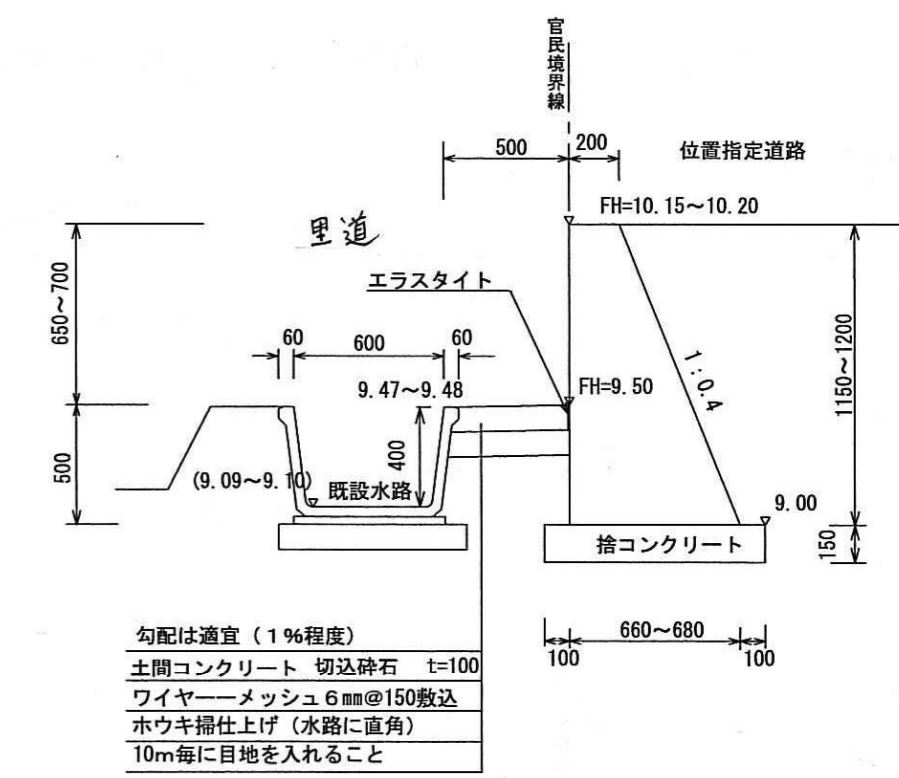 官民境界線
500
200
位置指定道路
FH=10.15～10.20
里道
650～700
エラスタイト
60
600
60
9.47～9.48
FH=9.50
1:0.4
1150～1200
500
400
(9.09～9.10)
既設水路
9.00
捨コンクリート
150
勾配は適宜（1%程度）
660～680
100
100
土間コンクリート 切込砕石 t=100
ワイヤーーメッシュ6㎜@150敷込
ホウキ掃仕上げ（水路に直角）
10m毎に目地を入れること